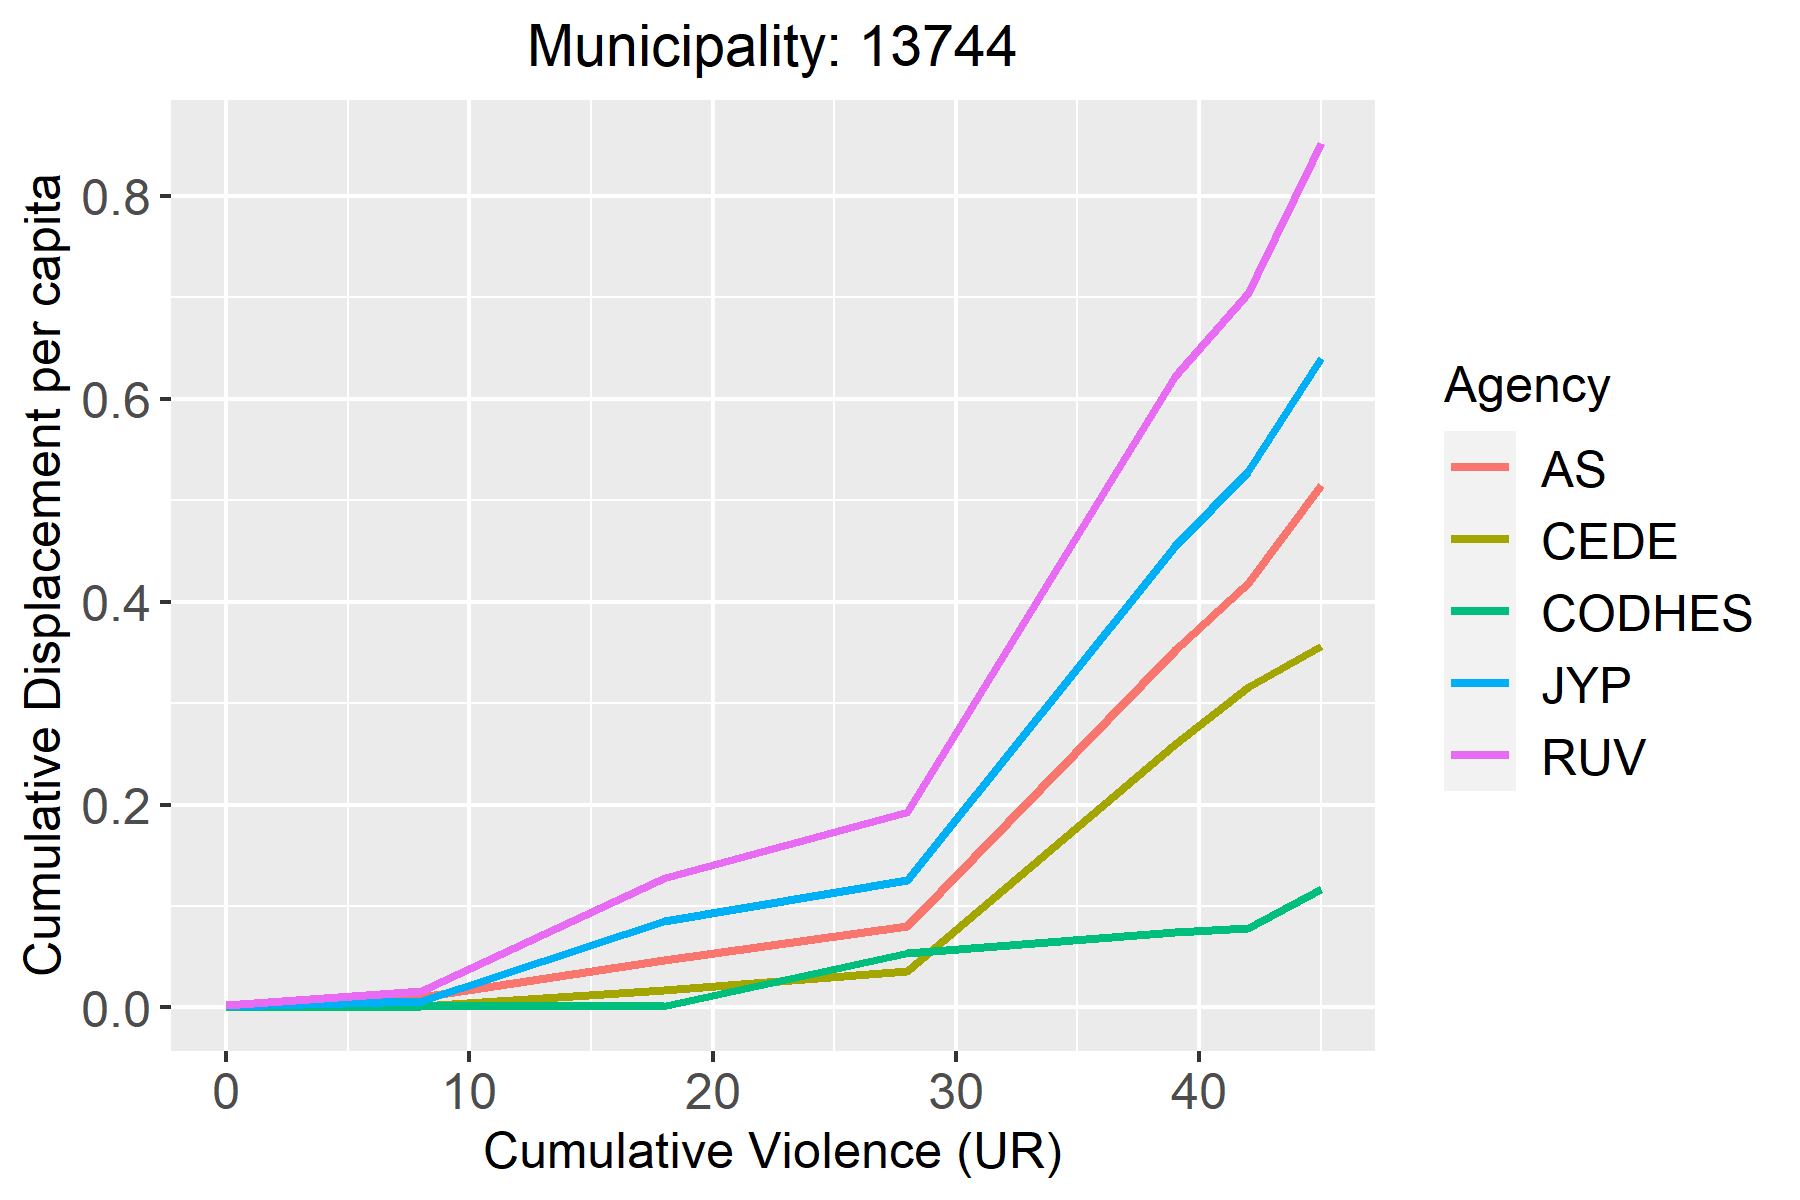 Municipality: 13744
Cumulative Displacement per capita
0.8
0.6
0.4
0.2
0.0
0 10 20 30 40
Cumulative Violence (UR)
Agency
AS
CEDE
CODHES
JYP
RUV